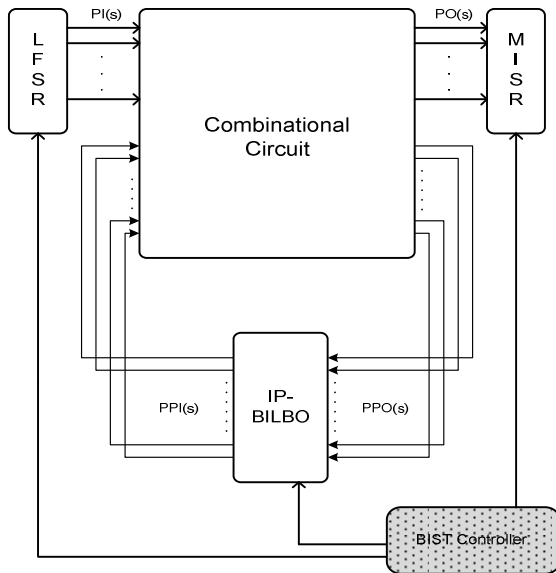 PI(s)
PO(s)
L
F
S
R
M
I
S
R
Combinational
Circuit
IP-
BILBO
PPI(s)
PPO(s)
BIST Controller